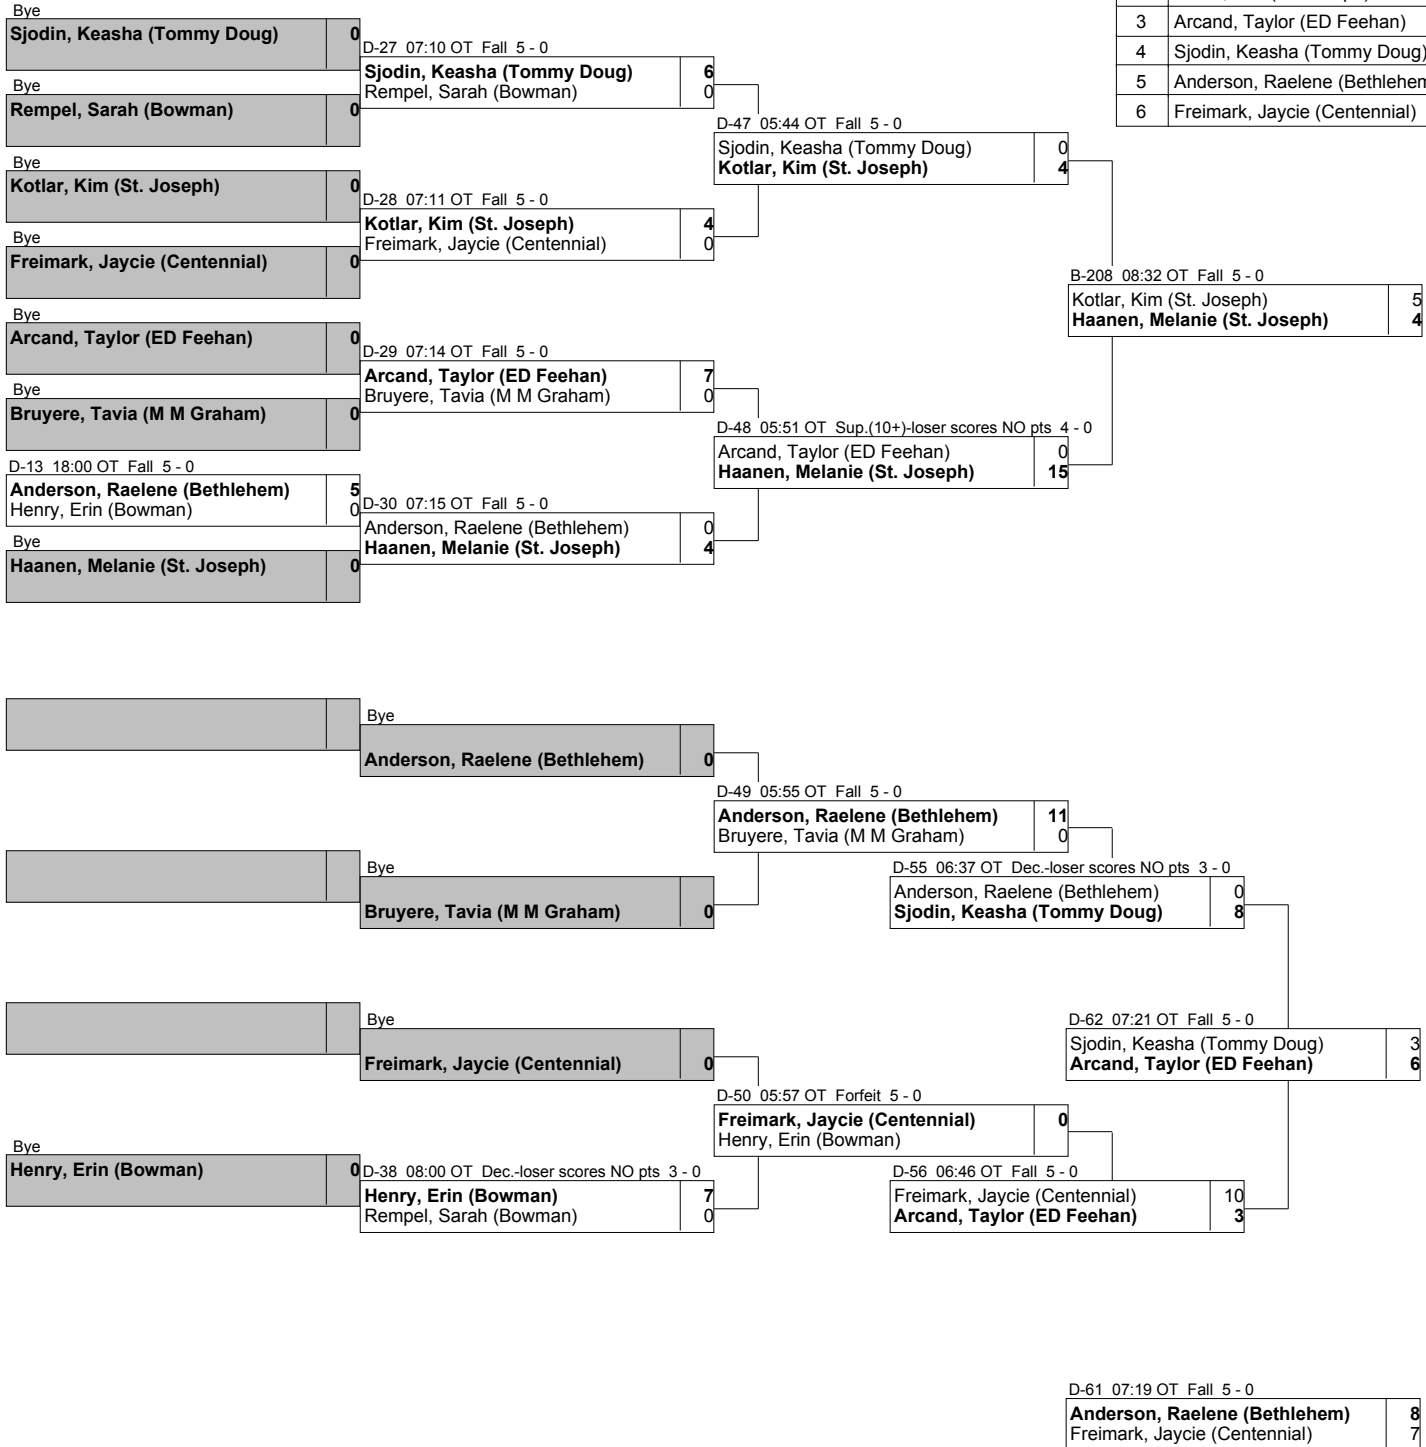 Bye
Sjodin, Keasha (Tommy Doug) 0
Bye
Rempel, Sarah (Bowman) 0
Bye
Kotlar, Kim (St. Joseph) 0
Bye
Freimark, Jaycie (Centennial) 0
Bye
Arcand, Taylor (ED Feehan) 0
Bye
Bruyere, Tavia (M M Graham) 0
D-13 18:00 OT Fall 5 - 0
Anderson, Raelene (Bethlehem) 5
Henry, Erin (Bowman) 0
Bye
Haanen, Melanie (St. Joseph) 0
D-27 07:10 OT Fall 5 - 0
Sjodin, Keasha (Tommy Doug) 6
Rempel, Sarah (Bowman) 0
D-28 07:11 OT Fall 5 - 0
Kotlar, Kim (St. Joseph) 4
Freimark, Jaycie (Centennial) 0
D-29 07:14 OT Fall 5 - 0
Arcand, Taylor (ED Feehan) 7
Bruyere, Tavia (M M Graham) 0
D-30 07:15 OT Fall 5 - 0
Anderson, Raelene (Bethlehem) 0
Haanen, Melanie (St. Joseph) 4
D-47 05:44 OT Fall 5 - 0
Sjodin, Keasha (Tommy Doug) 0
Kotlar, Kim (St. Joseph) 4
D-48 05:51 OT Sup.(10+)-loser scores NO pts 4 - 0
Arcand, Taylor (ED Feehan) 0
Haanen, Melanie (St. Joseph) 15
B-208 08:32 OT Fall 5 - 0
Kotlar, Kim (St. Joseph) 5
Haanen, Melanie (St. Joseph) 4
3 Arcand, Taylor (ED Feehan)
4 Sjodin, Keasha (Tommy Doug)
5 Anderson, Raelene
6 Freimark, Jaycie (Centennial)
Bye
Anderson, Raelene (Bethlehem) 0
Bye
Bruyere, Tavia (M M Graham) 0
Bye
Freimark, Jaycie (Centennial) 0
Bye
Henry, Erin (Bowman) 0
D-38 08:00 OT Dec.-loser scores NO pts 3 - 0
Henry, Erin (Bowman) 7
Rempel, Sarah (Bowman) 0
D-49 05:55 OT Fall 5 - 0
Anderson, Raelene (Bethlehem) 11
Bruyere, Tavia (M M Graham) 0
D-50 05:57 OT Forfeit 5 - 0
Freimark, Jaycie (Centennial) 0
Henry, Erin (Bowman)
D-55 06:37 OT Dec.-loser scores NO pts 3 - 0
Anderson, Raelene (Bethlehem) 0
Sjodin, Keasha (Tommy Doug) 8
D-56 06:46 OT Fall 5 - 0
Freimark, Jaycie (Centennial) 10
Arcand, Taylor (ED Feehan) 3
D-62 07:21 OT Fall 5 - 0
Sjodin, Keasha (Tommy Doug) 3
Arcand, Taylor (ED Feehan) 6
D-61 07:19 OT Fall 5 - 0
Anderson, Raelene (Bethlehem) 8
Freimark, Jaycie (Centennial) 7